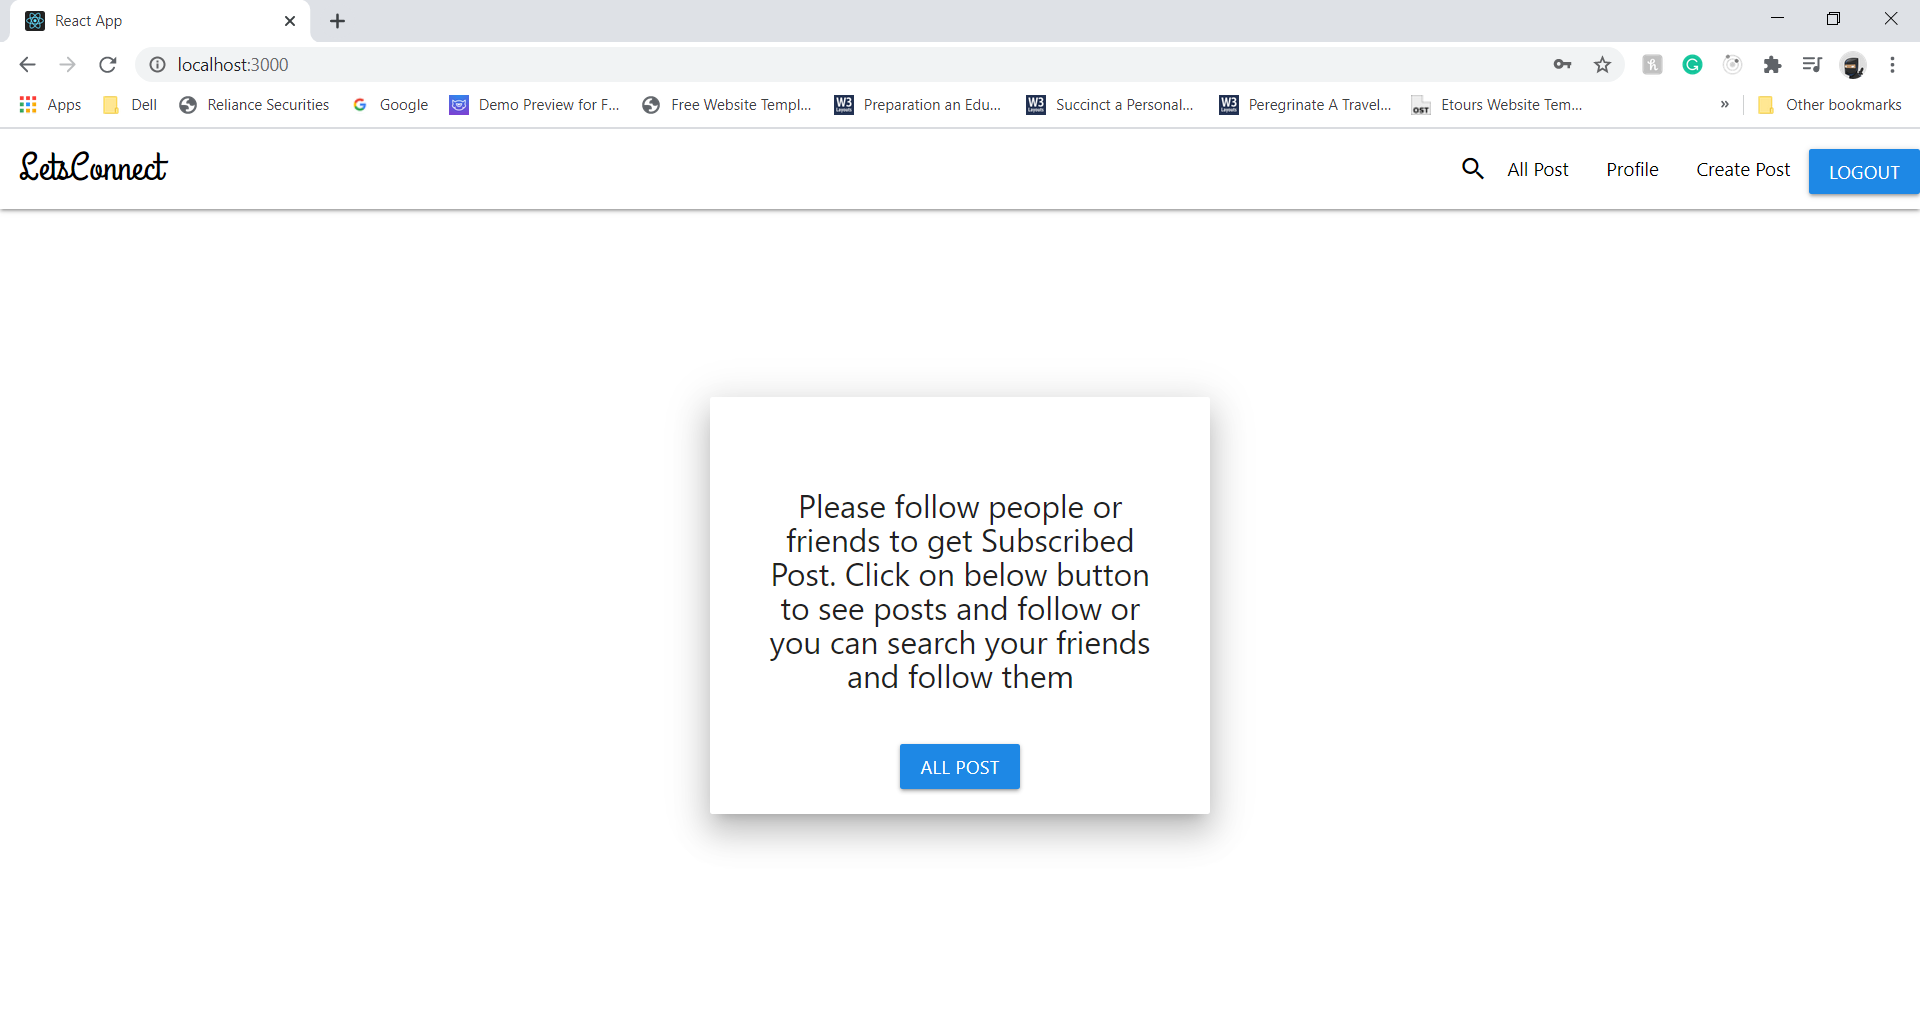 React App
localhost:3000
Apps Dell Reliance Securities Google Demo Preview for F... Free Website Templ... Preparation an Edu... Succinct a Personal... Peregrinate A Travel... Etours Website Tem... » Other bookmarks
LetsConnect All Post Profile Create Post LOGOUT
Please follow people or
friends to get Subscribed
Post. Click on below button
to see posts and follow or
you can search your friends
and follow them
ALL POST